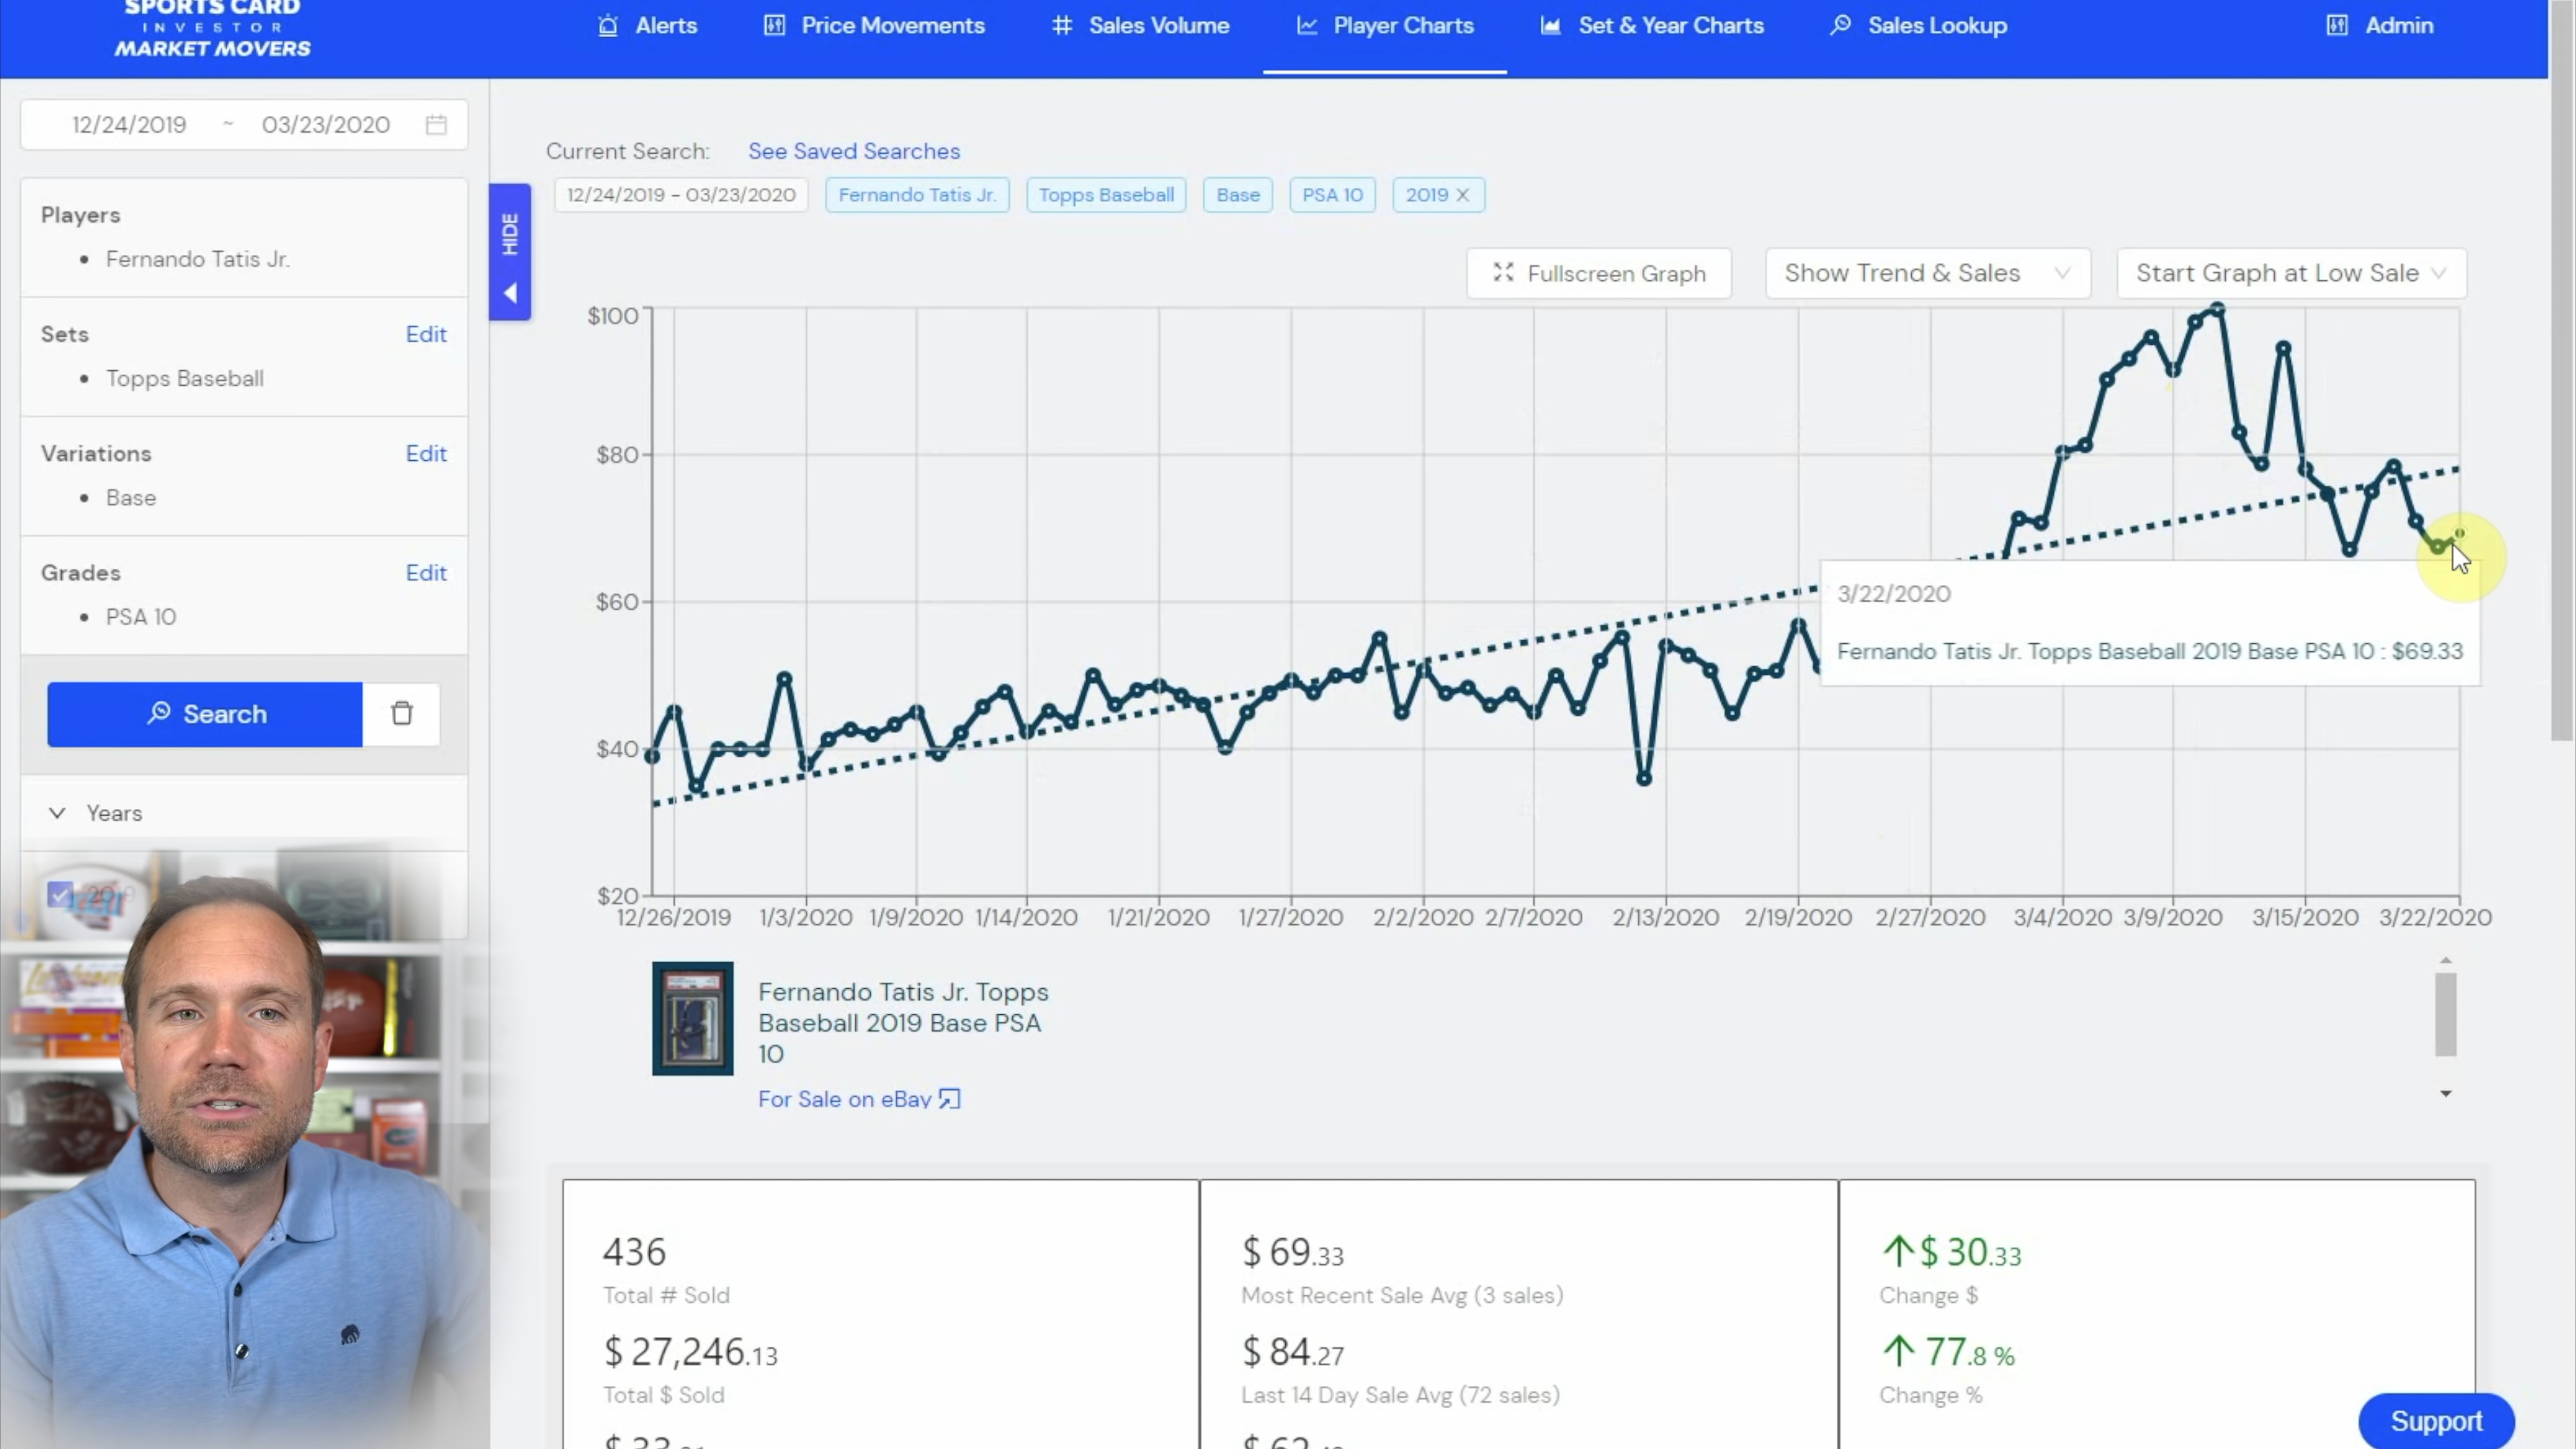 SPORTS CARD
INVESTOR
MARKET MOVERS
Alerts
Price Movements
Sales Volume
Player Charts
Set & Year Charts
Sales Lookup
Admin
12/24/2019 ~ 03/23/2020
Players
Fernando Tatis Jr.
Sets Edit
Topps Baseball
Variations Edit
Base
Grades Edit
PSA 10
Search
Years
HIDE
Current Search: See Saved Searches
12/24/2019 - 03/23/2020
Fernando Tatis Jr.
Topps Baseball
Base
PSA 10
2019
Fullscreen Graph
Show Trend & Sales
Start Graph at Low Sale
$100
$80
$60
$40
$20
3/22/2020
Fernando Tatis Jr. Topps Baseball 2019 Base PSA 10 : $69.33
12/26/2019 1/3/2020 1/9/2020 1/14/2020 1/21/2020 1/27/2020 2/2/2020 2/7/2020 2/13/2020 2/19/2020 2/27/2020 3/4/2020 3/9/2020 3/15/2020 3/22/2020
Fernando Tatis Jr. Topps
Baseball 2019 Base PSA
10
For Sale on eBay
436
Total # Sold
$ 27,246.13
Total $ Sold
$ 69.33
Most Recent Sale Avg (3 sales)
$ 84.27
Last 14 Day Sale Avg (72 sales)
$ 30.33
Change $
77.8 %
Change %
Support